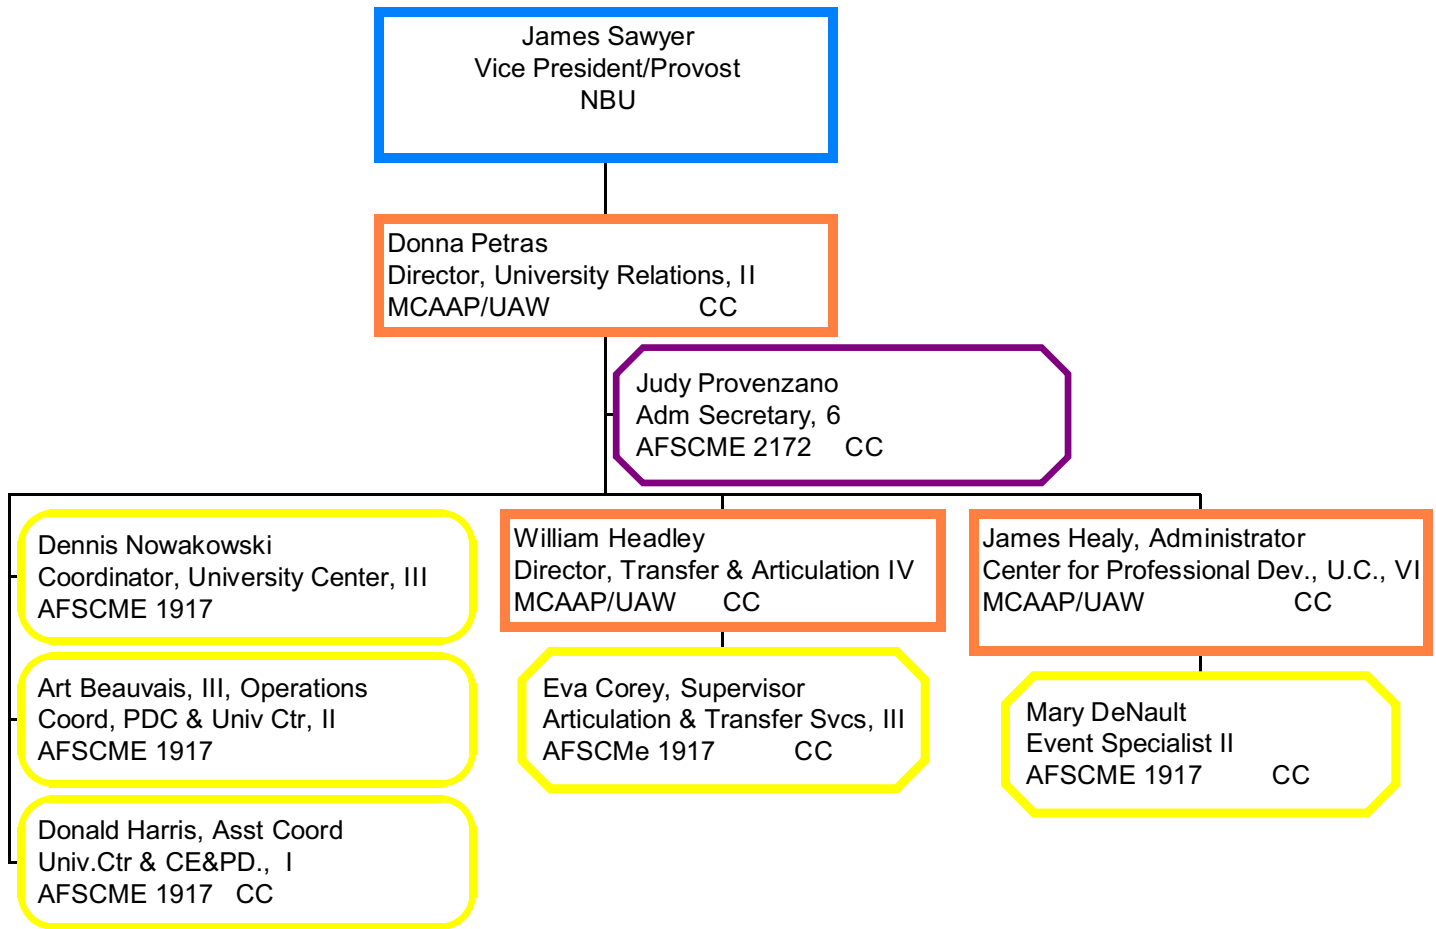 James Sawyer
Vice President/Provost
NBU
Donna Petras
Director, University Relations, II
MCAAP/UAW CC
Judy Provenzano
Adm Secretary, 6
AFSCME 2172 CC
Dennis Nowakowski
Coordinator, University Center, III
AFSCME 1917
Art Beauvais, III, Operations
Coord, PDC & Univ Ctr, II
AFSCME 1917
Donald Harris, Asst Coord
Univ.Ctr & CE&PD., I
AFSCME 1917 CC
William Headley
Director, Transfer & Articulation IV
MCAAP/UAW CC
Eva Corey, Supervisor
Articulation & Transfer Svcs, III
AFSCMe 1917 CC
James Healy, Administrator
Center for Professional Dev., U.C., VI
MCAAP/UAW CC
Mary DeNault
Event Specialist II
AFSCME 1917 CC